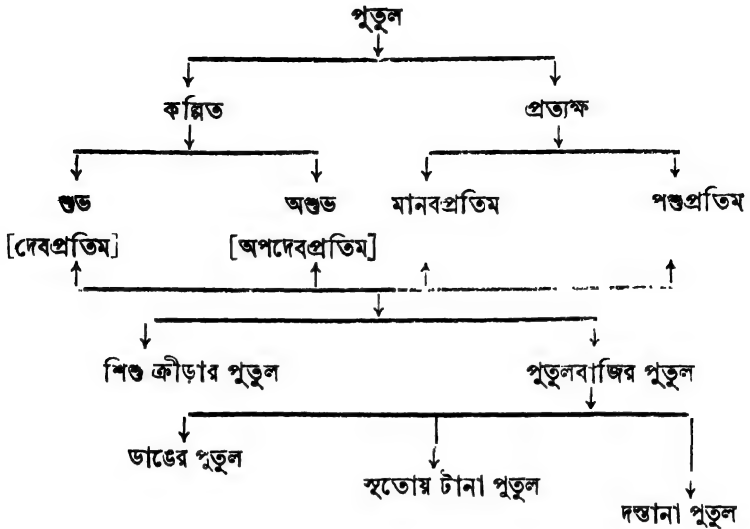 পুতুল
কল্পিত প্রত্যক্ষ
শুভ অশুভ মানবপ্রতিম পশুপ্রতিম
[দেবপ্রতিম] [অপদেবপ্রতিম]
শিশু ক্রীড়ার পুতুল পুতুলবাজির পুতুল
ডাঙের পুতুল
সূতোয় টানা পুতুল
দস্তানা পুতুল